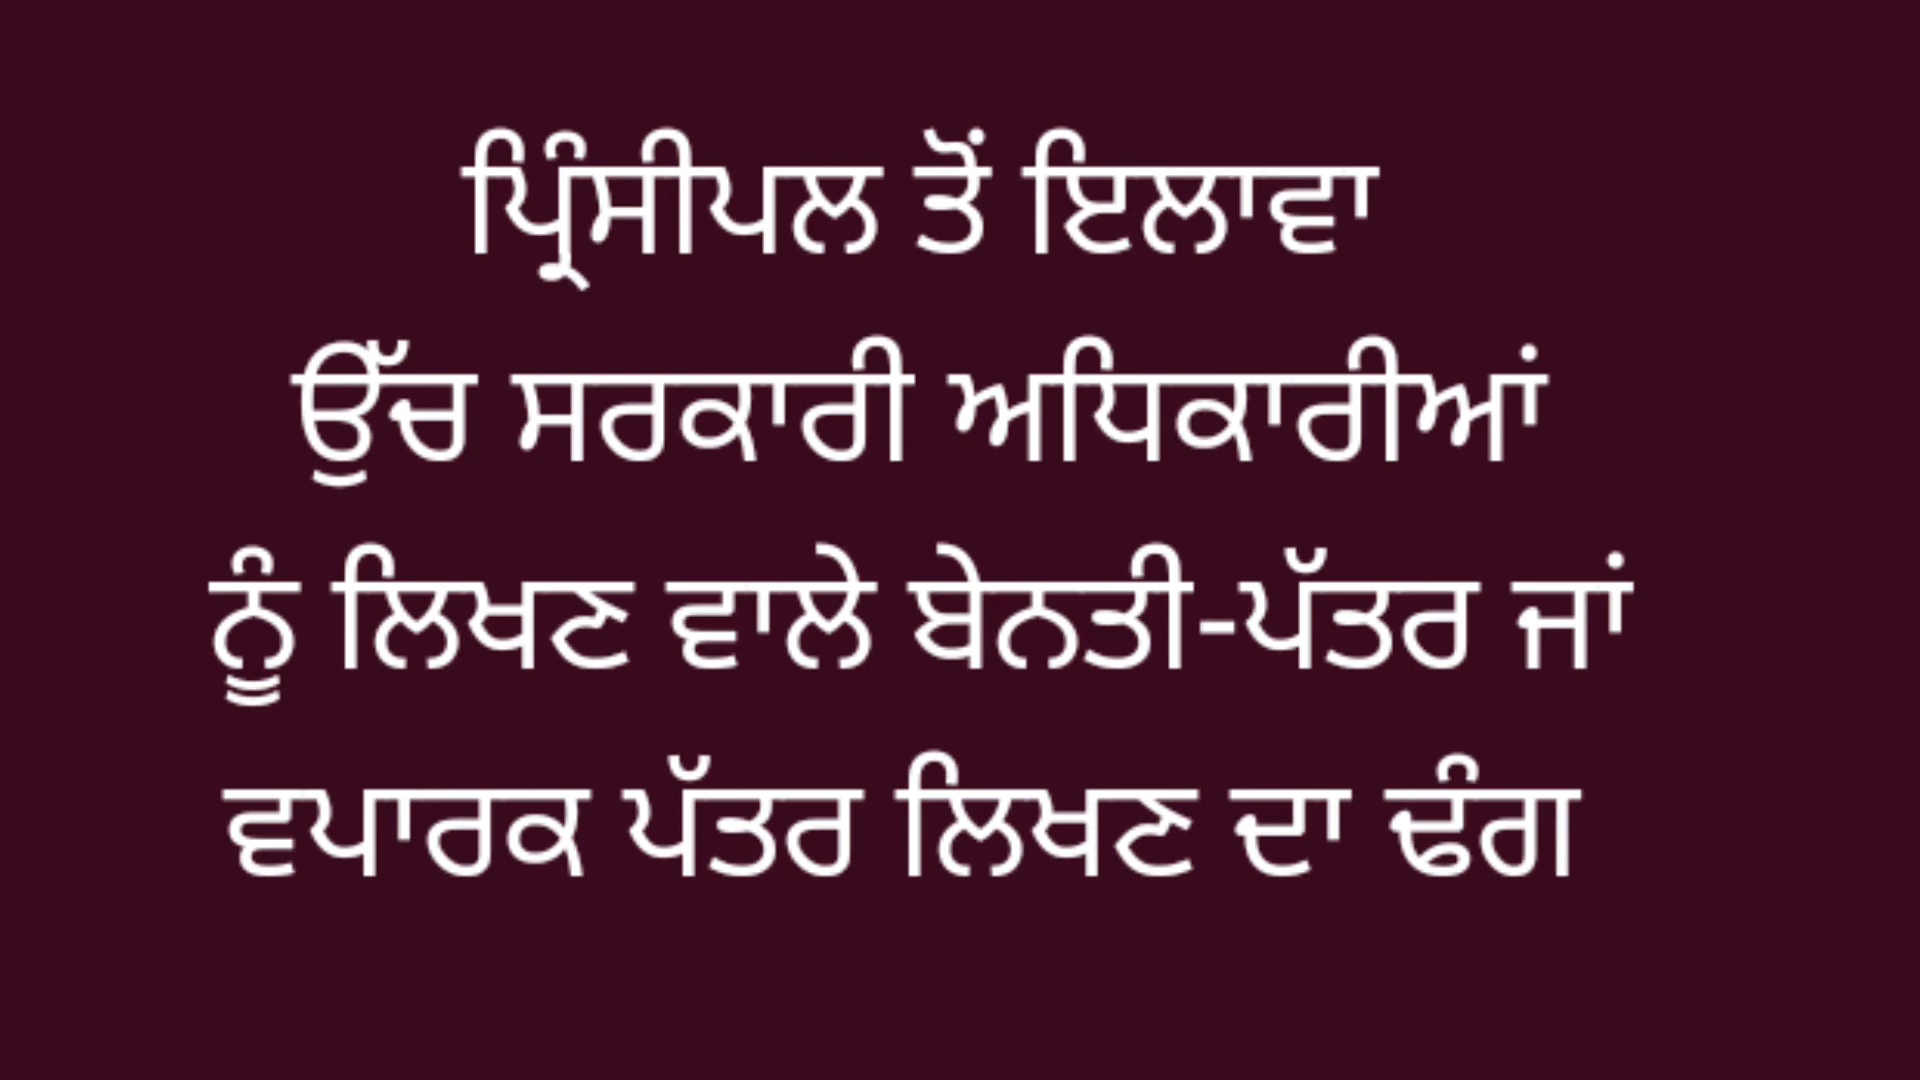 ਪ੍ਰਿੰਸੀਪਲ ਤੋਂ ਇਲਾਵਾ
ਉੱਚ ਸਰਕਾਰੀ ਅਧਿਕਾਰੀਆਂ
ਨੂੰ ਲਿਖਣ ਵਾਲੇ ਬੇਨਤੀ-ਪੱਤਰ ਜਾਂ
ਵਪਾਰਕ ਪੱਤਰ ਲਿਖਣ ਦਾ ਢੰਗ